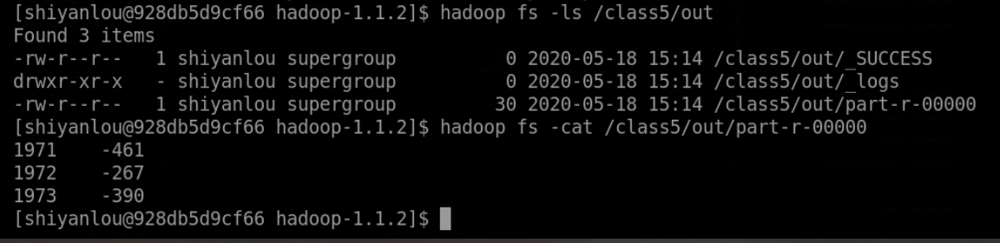 [shiyanlou@928db5d9cf66 hadoop-1.1.2]$ hadoop fs -ls /class5/out
Found 3 items
-rw-r--r--   1 shiyanlou supergroup          0 2020-05-18 15:14 /class5/out/_SUCCESS
drwxr-xr-x   - shiyanlou supergroup          0 2020-05-18 15:14 /class5/out/_logs
-rw-r--r--   1 shiyanlou supergroup         30 2020-05-18 15:14 /class5/out/part-r-00000
[shiyanlou@928db5d9cf66 hadoop-1.1.2]$ hadoop fs -cat /class5/out/part-r-00000
1971    -461
1972    -267
1973    -390
[shiyanlou@928db5d9cf66 hadoop-1.1.2]$